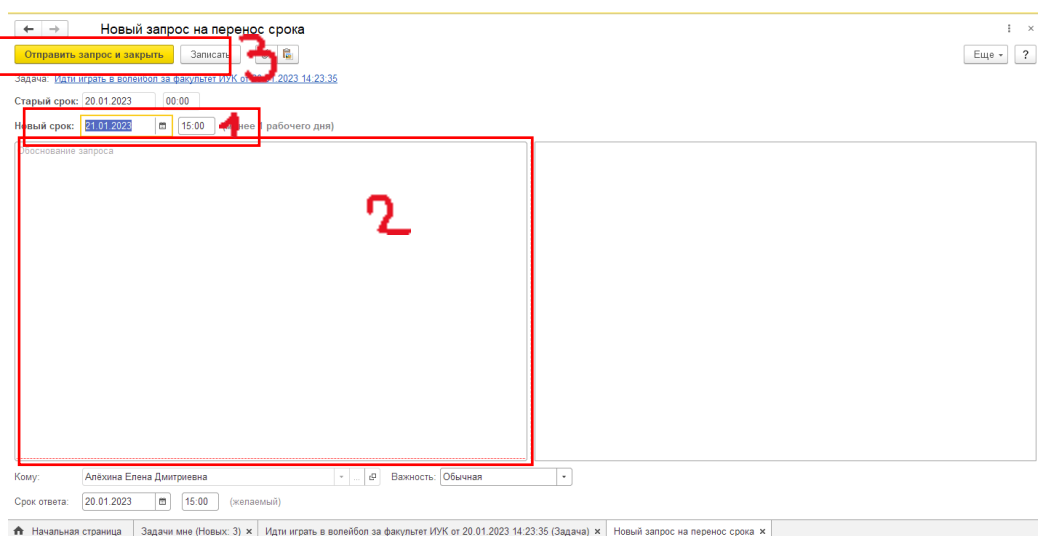 Новый запрос на перенос срока
Отправить запрос и закрыть Записать 3 Еще ?
Задача: Идти играть в волейбол за факультет ИУК от 20.01.2023 14:23:35
Старый срок: 20.01.2023 00:00
Новый срок: 21.01.2023 15:00 1 рабочего дня)
Обоснование запроса
2
Кому: Алёхина Елена Дмитриевна Важность: Обычная
Срок ответа: 20.01.2023 15:00 (желаемый)
Начальная страница Задачи мне (Новых: 3) × Идти играть в волейбол за факультет ИУК от 20.01.2023 14:23:35 (Задача) × Новый запрос на перенос срока ×